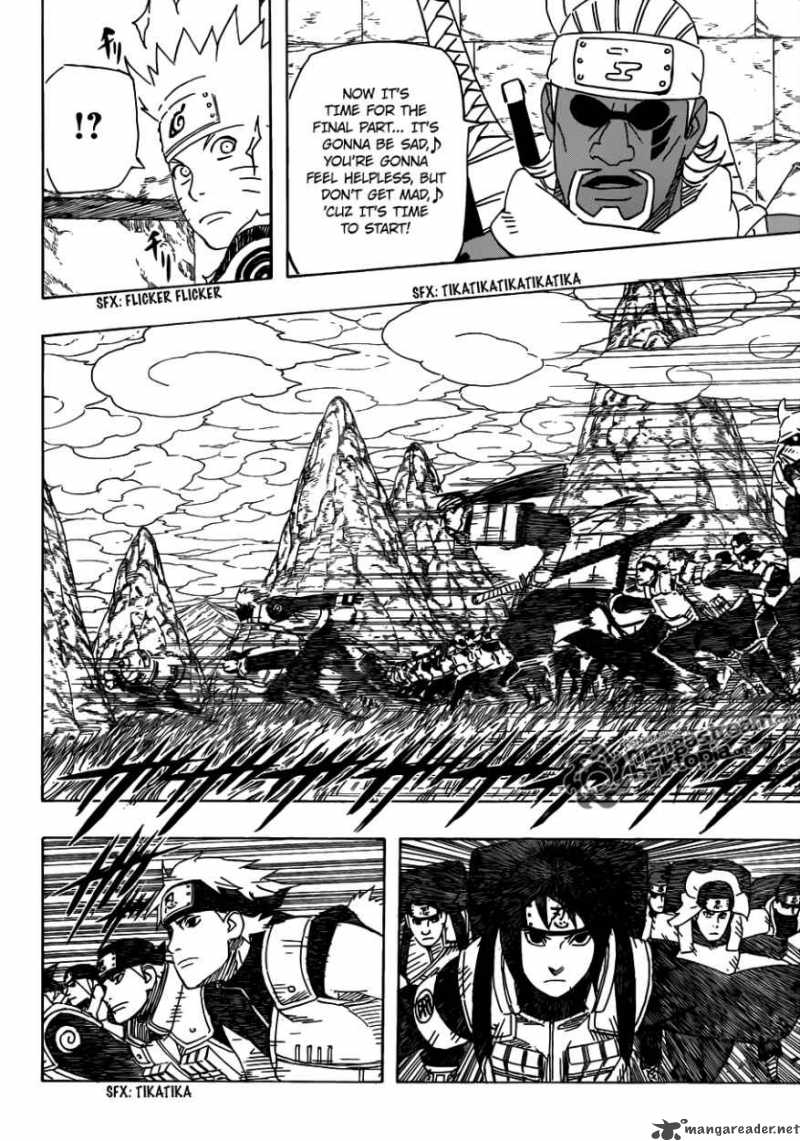 NOW IT'S
TIME FOR THE
FINAL PART... IT'S
GONNA BE SAD,♪
YOU'RE GONNA
FEEL HELPLESS, BUT
DON'T GET MAD,♪
'CUZ IT'S TIME
TO START!
!?
SFX: FLICKER FLICKER
SFX: TIKATIKATIKATIKATIKA
SFX: TIKATIKA
mangareader.net